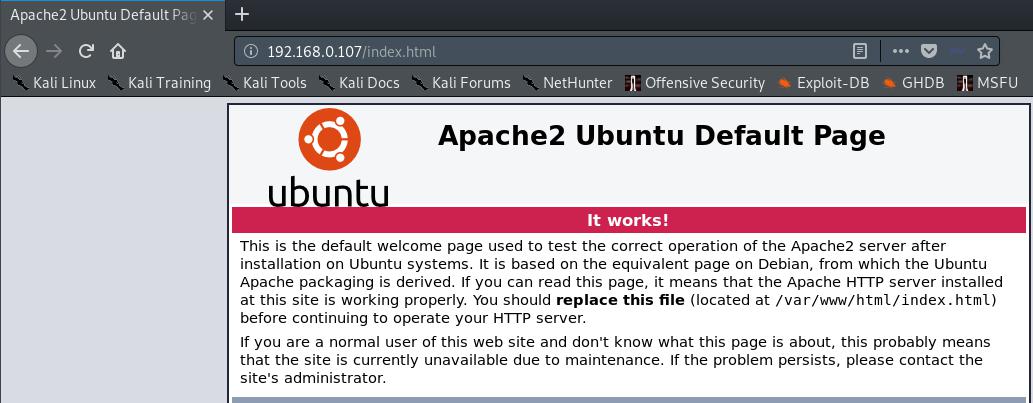 Apache2 Ubuntu Default Pag
192.168.0.107/index.html
Kali Linux Kali Training Kali Tools Kali Docs Kali Forums NetHunter Offensive Security Exploit-DB GHDB MSFU
ubuntu
Apache2 Ubuntu Default Page
It works!
This is the default welcome page used to test the correct operation of the Apache2 server after
installation on Ubuntu systems. It is based on the equivalent page on Debian, from which the Ubuntu
Apache packaging is derived. If you can read this page, it means that the Apache HTTP server installed
at this site is working properly. You should replace this file (located at /var/www/html/index.html)
before continuing to operate your HTTP server.
If you are a normal user of this web site and don't know what this page is about, this probably means
that the site is currently unavailable due to maintenance. If the problem persists, please contact the
site's administrator.